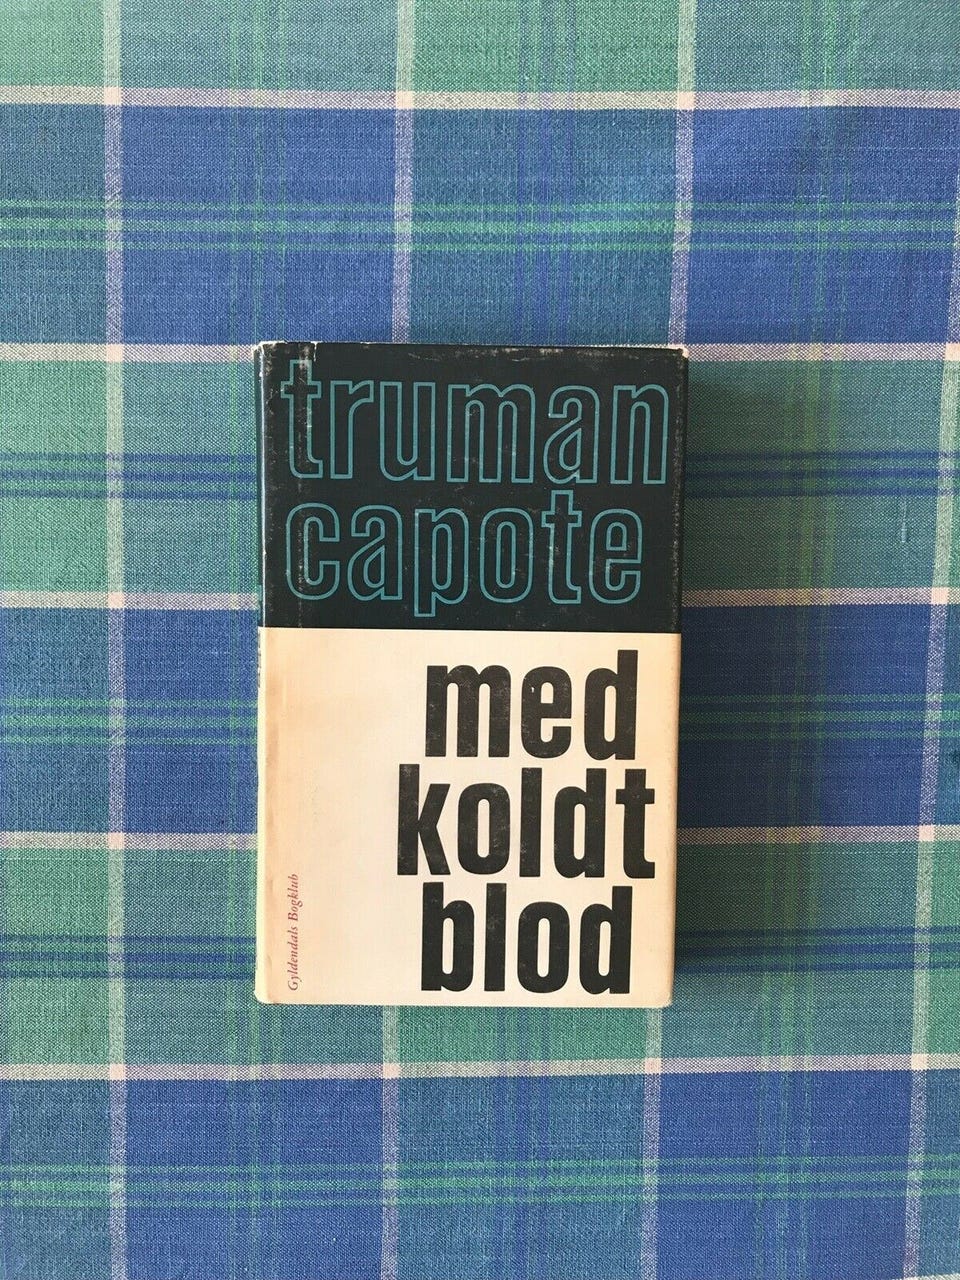 truman
capote
med
koldt
blod
Gyldendals Bogklub